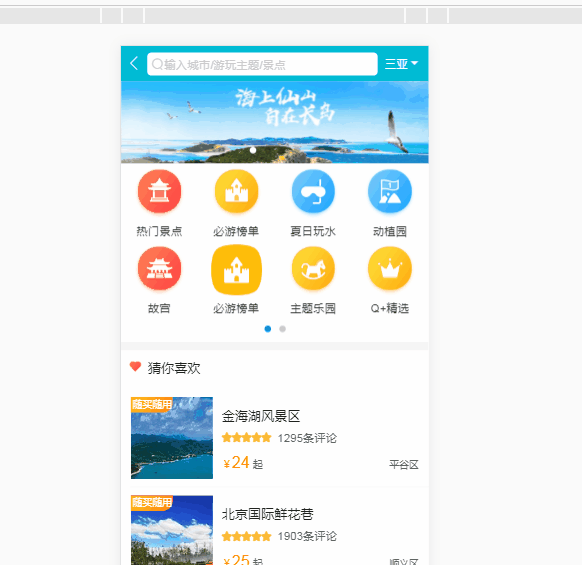 输入城市/游玩主题/景点
三亚
海上仙山
自在长岛
热门景点
必游榜单
夏日玩水
动植园
故宫
必游榜单
主题乐园
Q+精选
猜你喜欢
随买随用
金海湖风景区
1295条评论
¥24起
平谷区
随买随用
北京国际鲜花巷
1903条评论
¥25起
顺义区